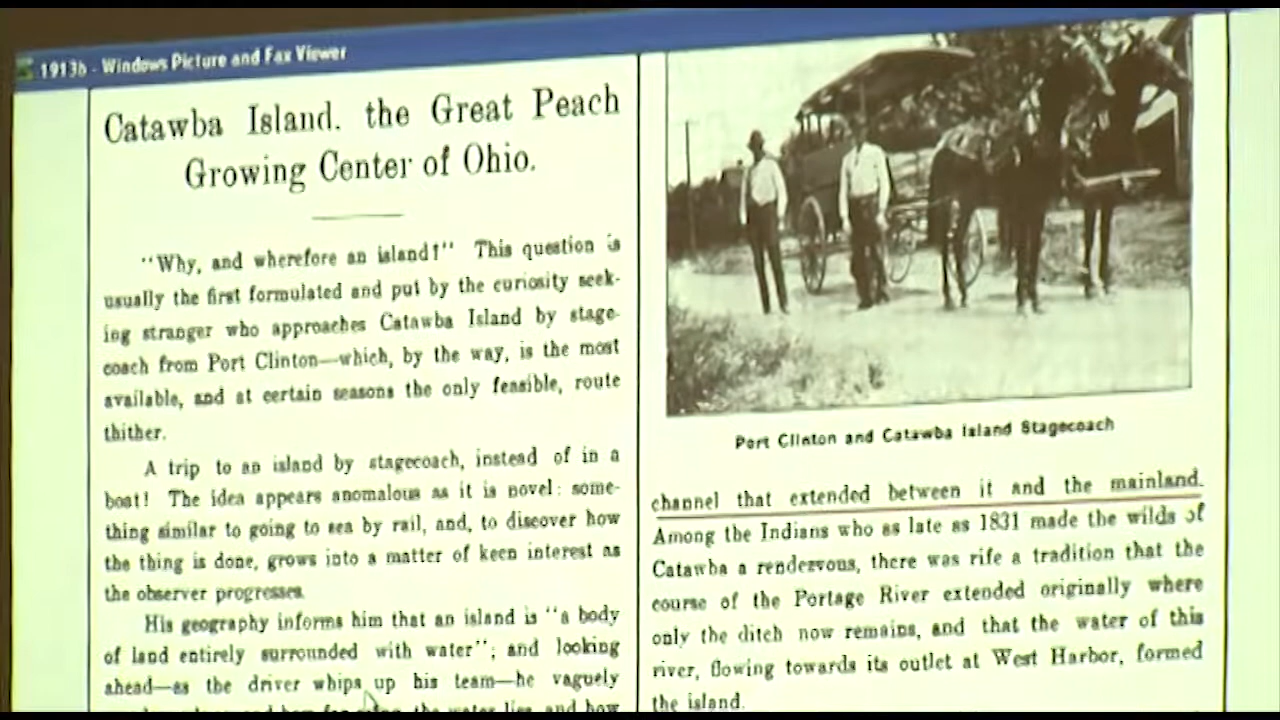 1913b - Windows Picture and Fax Viewer
Catawba Island. the Great Peach
Growing Center of Ohio.
"Why, and wherefore an island?" This question is
usually the first formulated and put by the curiosity seek-
ing stranger who approaches Catawba Island by stage-
coach from Port Clinton—which, by the way, is the most
available, and at certain seasons the only feasible, route
thither.
A trip to an island by stagecoach, instead of in a
boat! The idea appears anomalous as it is novel: some-
thing similar to going to sea by rail, and, to discover how
the thing is done, grows into a matter of keen interest as
the observer progresses.
His geography informs him that an island is "a body
of land entirely surrounded with water"; and looking
ahead—as the driver whips up his team—he vaguely
the water lies, and how
Port Clinton and Catawba Island Stagecoach
channel that extended between it and the mainland.
Among the Indians who as late as 1831 made the wilds of
Catawba a rendezvous, there was rife a tradition that the
course of the Portage River extended originally where
only the ditch now remains, and that the water of this
river, flowing towards its outlet at West Harbor, formed
the island.